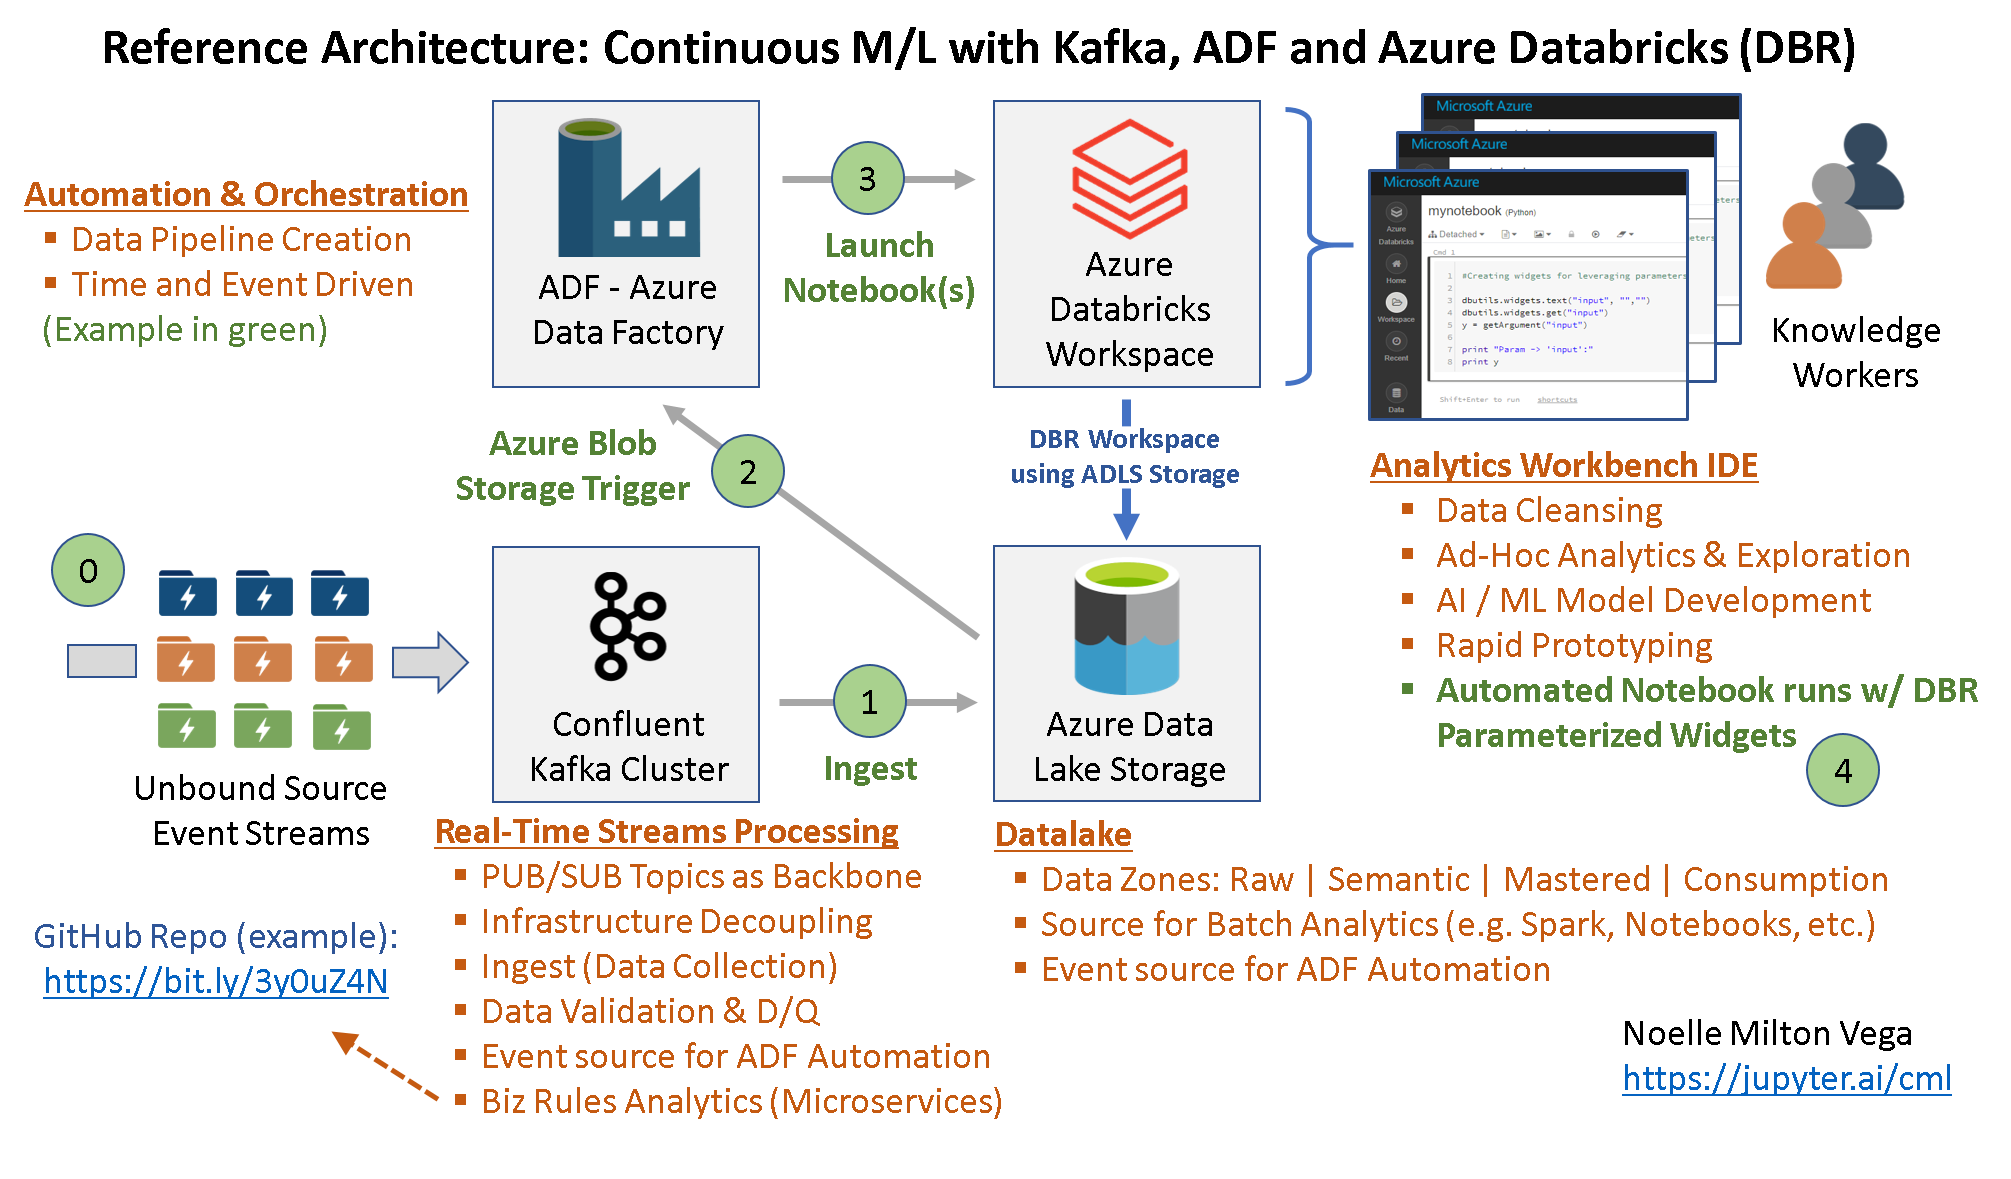 Reference Architecture: Continuous M/L with Kafka, ADF and Azure Databricks (DBR)
Automation & Orchestration
▪ Data Pipeline Creation
▪ Time and Event Driven
(Example in green)
ADF - Azure
Data Factory
3
Launch
Notebook(s)
Azure
Databricks
Workspace
Microsoft Azure
Microsoft Azure
Microsoft Azure
mynotebook (Python)
Detached
Azure
Databricks
Home
Workspace
Recent
Data
Cmd 1
1 #Creating widgets for leveraging parameters
2
3 dbutils.widgets.text("input", "","")
4 dbutils.widgets.get("input")
5 y = getArgument("input")
6
7 print "Param -> 'input':"
8 print y
Shift+Enter to run shortcuts
Knowledge
Workers
Azure Blob
Storage Trigger
2
DBR Workspace
using ADLS Storage
Analytics Workbench IDE
▪ Data Cleansing
▪ Ad-Hoc Analytics & Exploration
▪ AI / ML Model Development
▪ Rapid Prototyping
▪ Automated Notebook runs w/ DBR
Parameterized Widgets
4
0
Unbound Source
Event Streams
Confluent
Kafka Cluster
1
Ingest
Azure Data
Lake Storage
Real-Time Streams Processing
▪ PUB/SUB Topics as Backbone
▪ Infrastructure Decoupling
▪ Ingest (Data Collection)
▪ Data Validation & D/Q
▪ Event source for ADF Automation
▪ Biz Rules Analytics (Microservices)
Datalake
▪ Data Zones: Raw | Semantic | Mastered | Consumption
▪ Source for Batch Analytics (e.g. Spark, Notebooks, etc.)
▪ Event source for ADF Automation
GitHub Repo (example):
https://bit.ly/3y0uZ4N
Noelle Milton Vega
https://jupyter.ai/cml